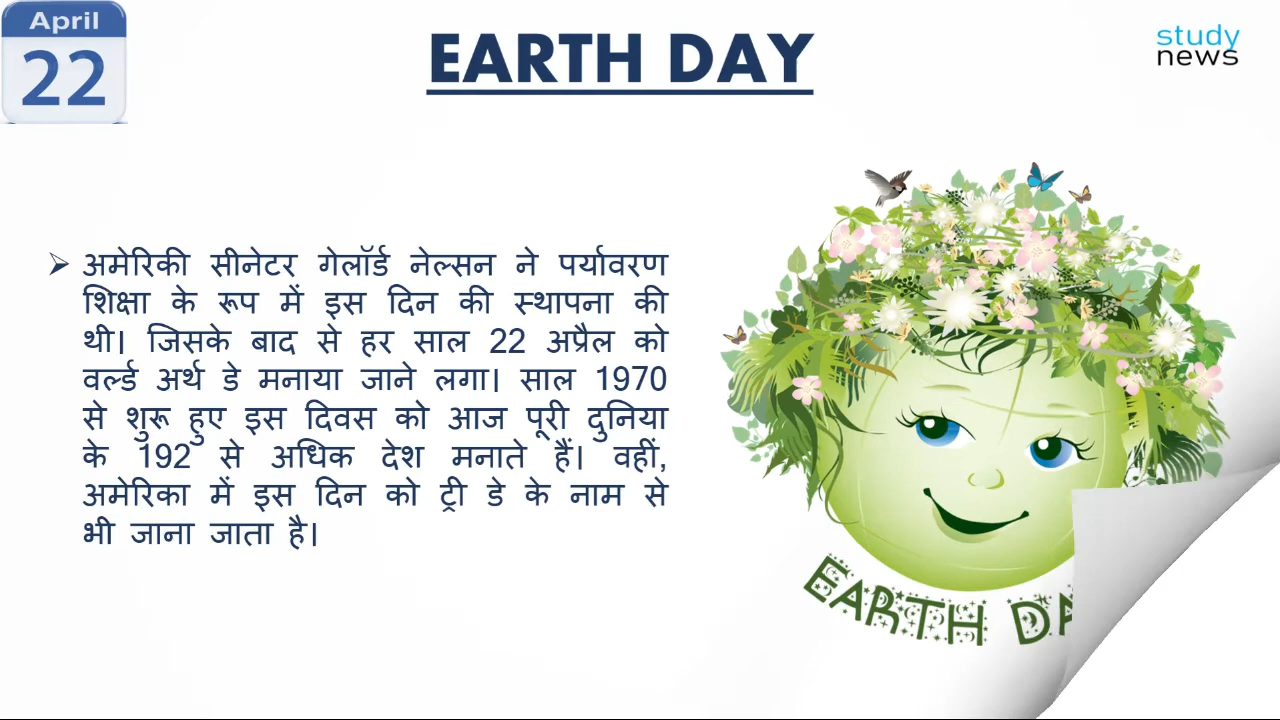 April
22
EARTH DAY
study
news
अमेरिकी सीनेटर गेलॉर्ड नेल्सन ने पर्यावरण
शिक्षा के रूप में इस दिन की स्थापना की
थी। जिसके बाद से हर साल 22 अप्रैल को
वर्ल्ड अर्थ डे मनाया जाने लगा। साल 1970
से शुरू हुए इस दिवस को आज पूरी दुनिया
के 192 से अधिक देश मनाते हैं। वहीं,
अमेरिका में इस दिन को ट्री डे के नाम से
भी जाना जाता है।
EARTH DA